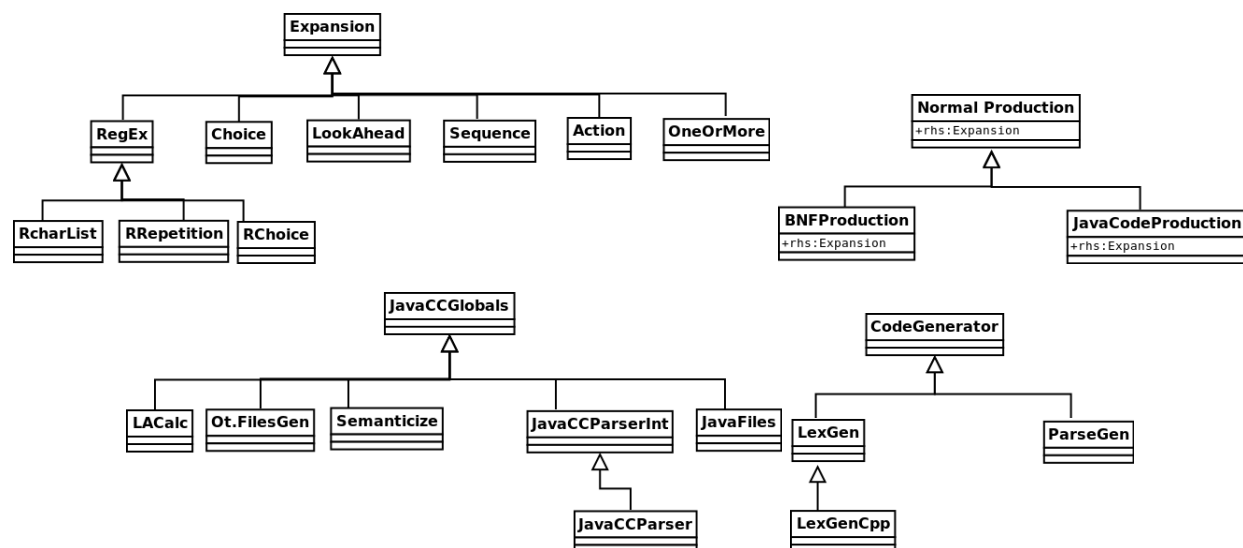 Expansion
RegEx
Choice
LookAhead
Sequence
Action
OneOrMore
RcharList
RRepetition
RChoice
Normal Production
+rhs:Expansion
BNFProduction
+rhs:Expansion
JavaCodeProduction
+rhs:Expansion
JavaCCGlobals
LACalc
Ot.FilesGen
Semanticize
JavaCCParserInt
JavaFiles
JavaCCParser
CodeGenerator
LexGen
ParseGen
LexGenCpp